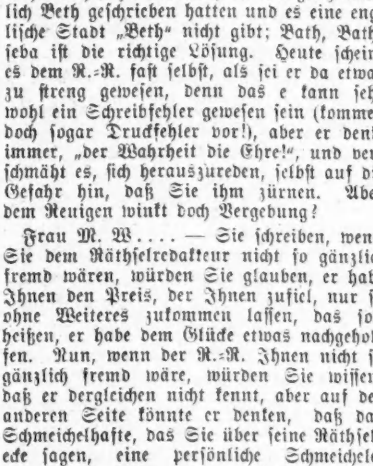 lich Beth geschrieben hatten und es eine eng
lische Stadt „Beth" nicht gibt; Bath, Bath
seba ist die richtige Lösung. Heute schein
es dem R.=R. fast selbst, als sei er da etwa
zu streng gewesen, denn das e kann seh
wohl ein Schreibfehler gewesen sein (komme
doch sogar Druckfehler vor!), aber er denk
immer, „der Wahrheit die Ehre!", und ver
schmäht es, sich herauszureden, selbst auf di
Gefahr hin, daß Sie ihm zürnen. Abe
dem Reuigen winkt doch Vergebung?
Frau M. W.... — Sie schreiben, wen
Sie dem Räthselredakteur nicht so gänzlic
fremd wären, würden Sie glauben, er hab
Ihnen den Preis, der Ihnen zufiel, nur s
ohne Weiteres zukommen lassen, das so
heißen, er habe dem Glücke etwas nachgehol
fen. Nun, wenn der R.=R. Ihnen nicht s
gänzlich fremd wäre, würden Sie wissen
daß er dergleichen nicht kennt, aber auf de
anderen Seite könnte er denken, daß da
Schmeichelhafte, das Sie über seine Räthsel
ecke sagen, eine persönliche Schmeichele